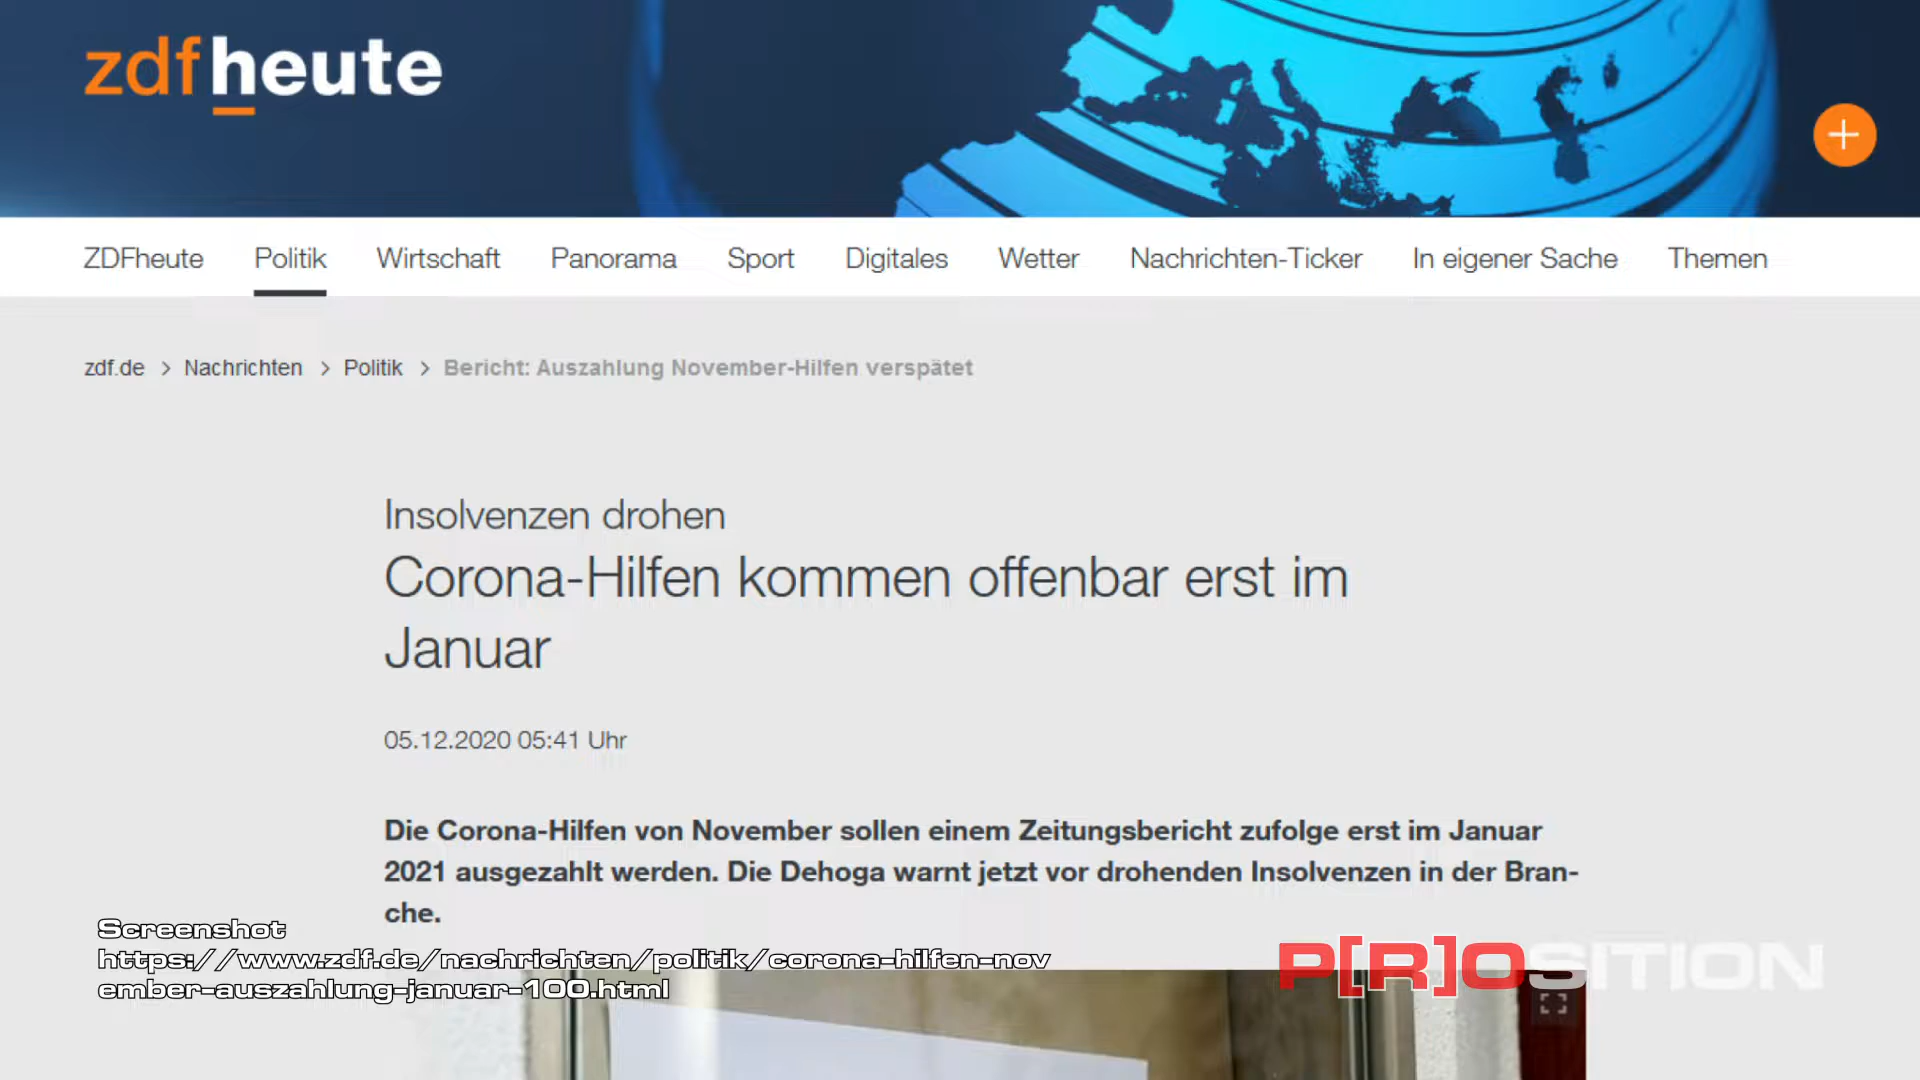 zdfheute
ZDFheute Politik Wirtschaft Panorama Sport Digitales Wetter Nachrichten-Ticker In eigener Sache Themen
zdf.de > Nachrichten > Politik > Bericht: Auszahlung November-Hilfen verspätet
Insolvenzen drohen
Corona-Hilfen kommen offenbar erst im
Januar
05.12.2020 05:41 Uhr
Die Corona-Hilfen von November sollen einem Zeitungsbericht zufolge erst im Januar
2021 ausgezahlt werden. Die Dehoga warnt jetzt vor drohenden Insolvenzen in der Bran-
che.
Screenshot
https://www.zdf.de/nachrichten/politik/corona-hilfen-nov
ember-auszahlung-januar-100.html
P[R]OSITION